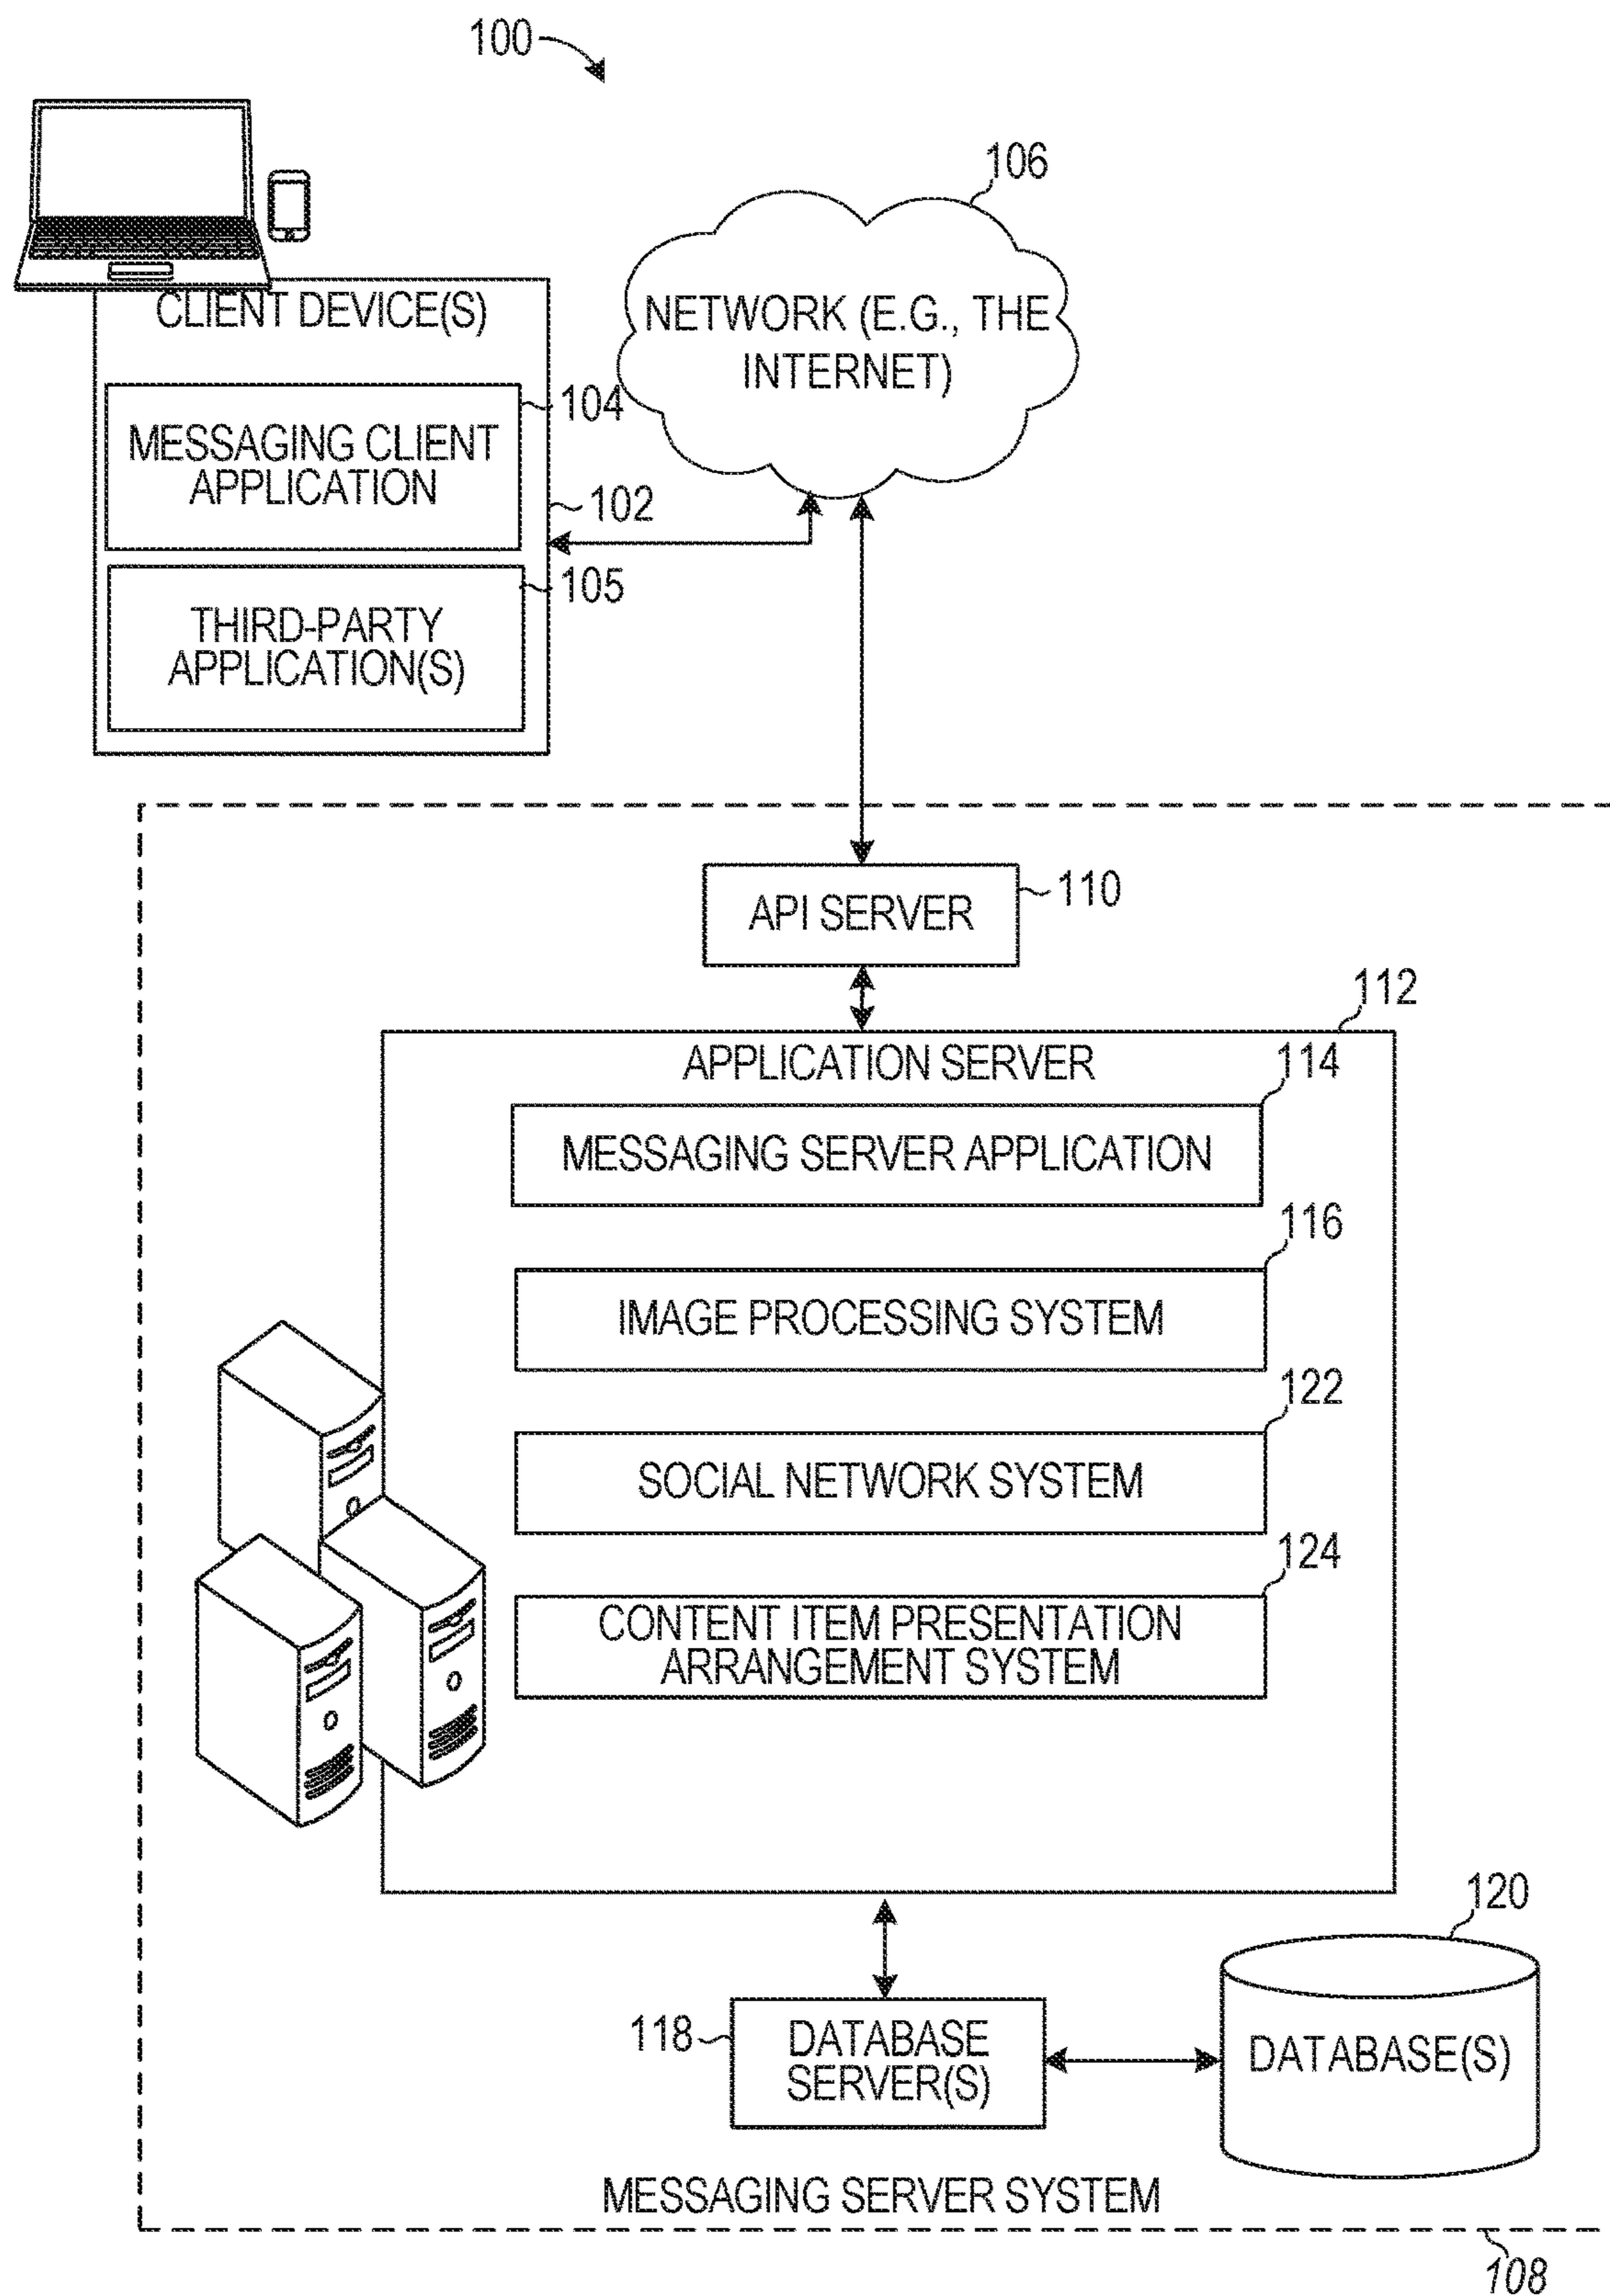 100
106
CLIENT DEVICE(S)
NETWORK (E.G., THE
INTERNET)
104
MESSAGING CLIENT
APPLICATION
102
105
THIRD-PARTY
APPLICATION(S)
API SERVER
110
112
APPLICATION SERVER
114
MESSAGING SERVER APPLICATION
116
IMAGE PROCESSING SYSTEM
122
SOCIAL NETWORK SYSTEM
124
CONTENT ITEM PRESENTATION
ARRANGEMENT SYSTEM
120
118
DATABASE
SERVER(S)
DATABASE(S)
MESSAGING SERVER SYSTEM
108